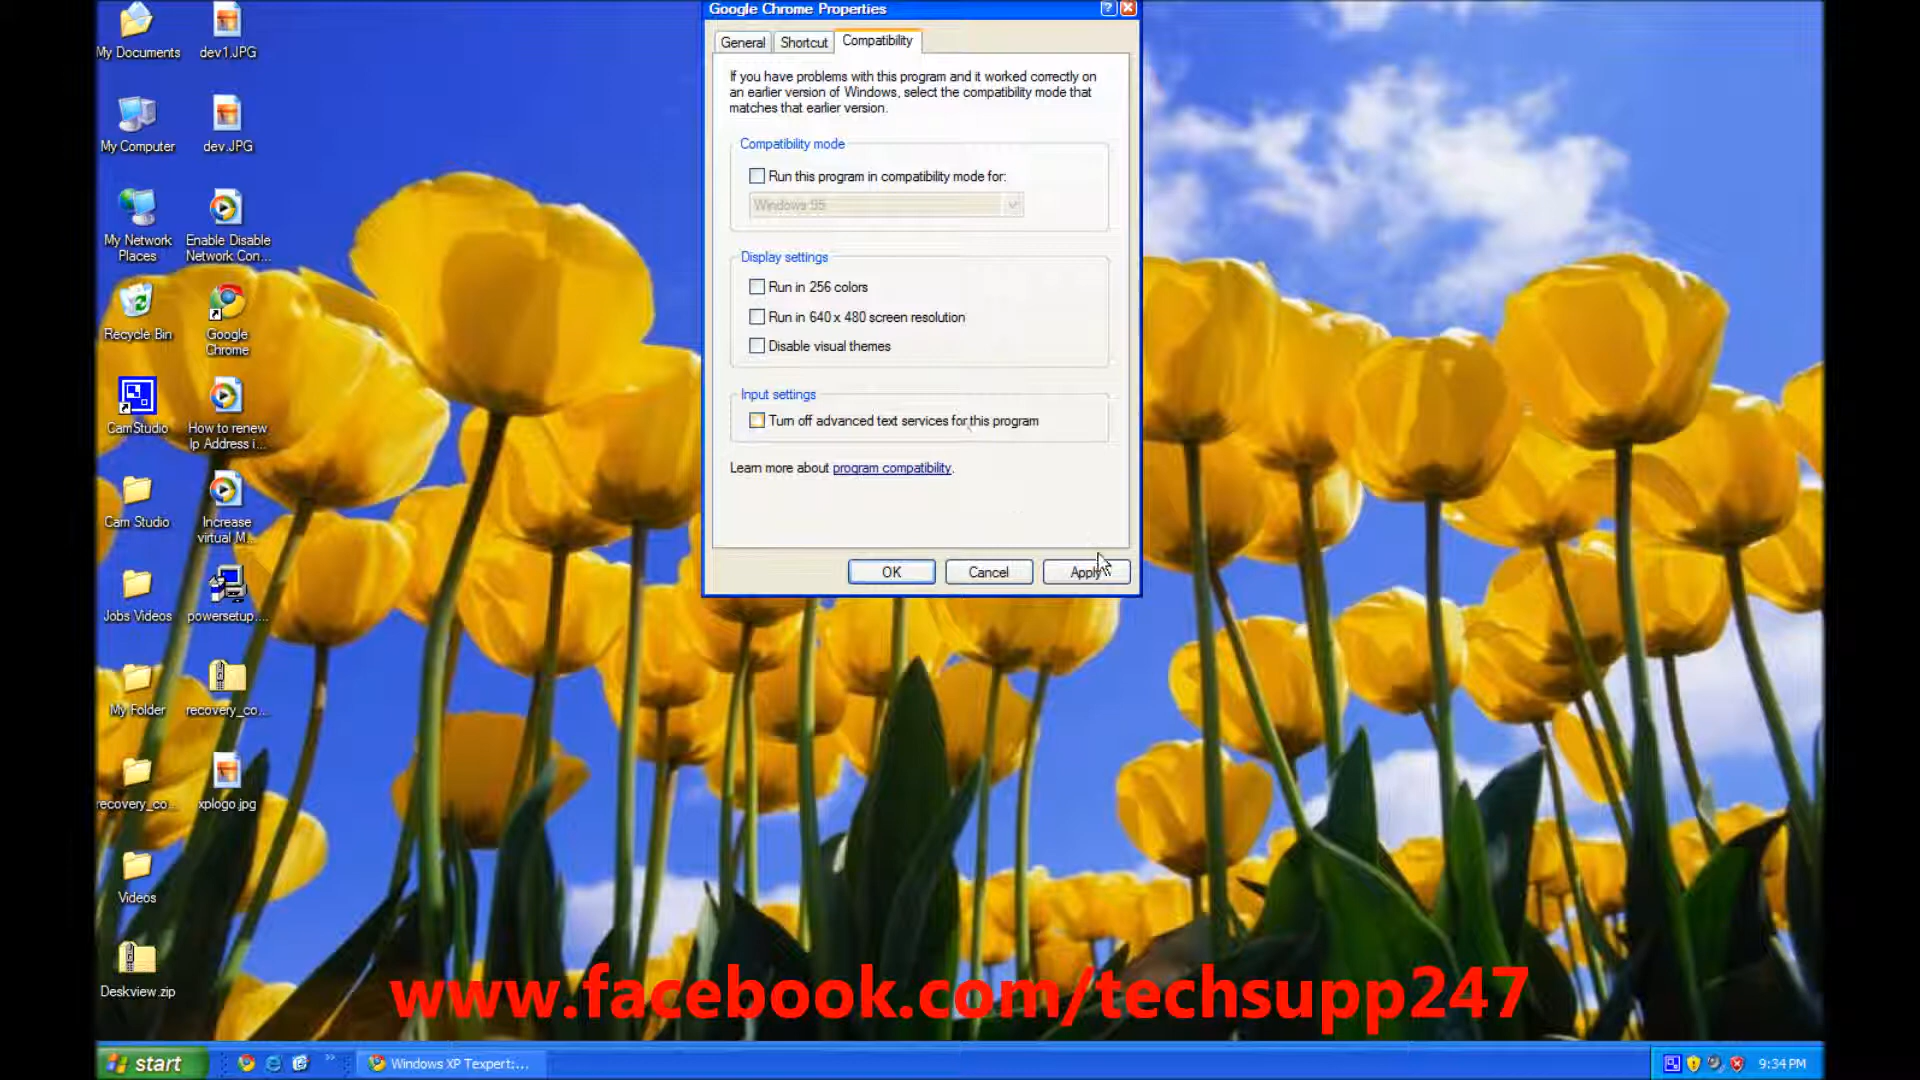 Google Chrome Properties
General
Shortcut
Compatibility
If you have problems with this program and it worked correctly on
an earlier version of Windows, select the compatibility mode that
matches that earlier version.
Compatibility mode
Run this program in compatibility mode for:
Windows 95
Display settings
Run in 256 colors
Run in 640 x 480 screen resolution
Disable visual themes
Input settings
Turn off advanced text services for this program
Learn more about program compatibility.
OK
Cancel
Apply
My Documents
dev1.JPG
My Computer
dev.JPG
My Network
Places
Enable Disable
Network Con...
Recycle Bin
Google
Chrome
CamStudio
How to renew
Ip Address i...
Cam Studio
Increase
virtual M...
Jobs Videos
powersetup....
My Folder
recovery_co...
recovery_co...
xplogo.jpg
Videos
Deskview.zip
www.facebook.com/techsupp247
start
Windows XP Texpert:...
9:34 PM